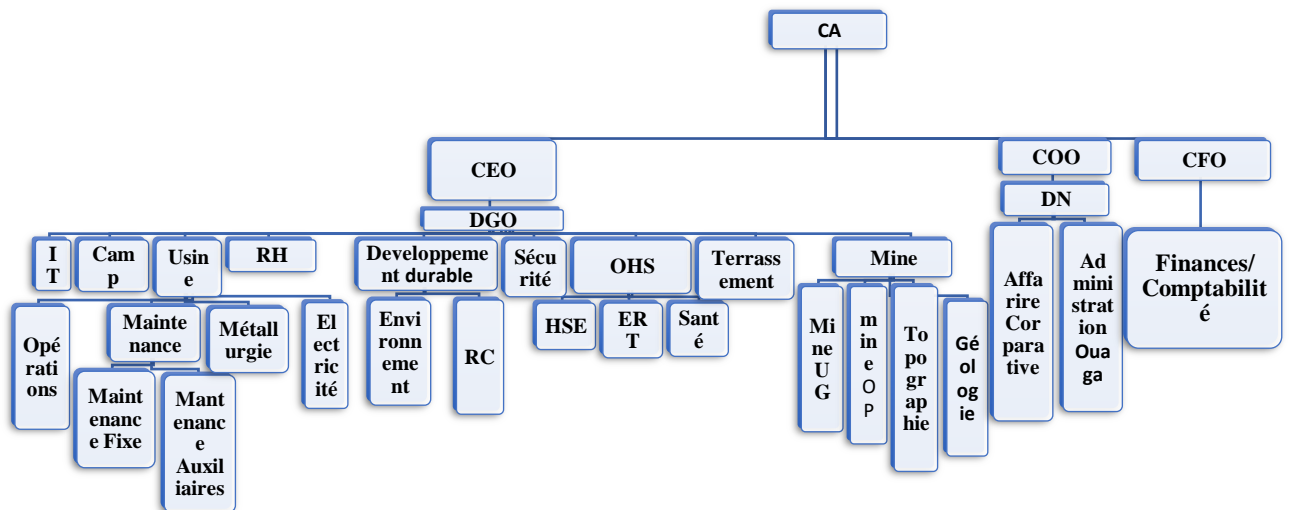 CA
CEO
COO
CFO
DGO
DN
I
T
Cam
p
Usin
e
RH
Developpeme
nt durable
Sécu
rité
OHS
Terrass
ement
Mine
Affa
rire
Cor
para
tive
Ad
mini
strat
ion
Oua
ga
Finances/
Comptabilit
é
Opé
rati
ons
Mainte
nance
Métall
urgie
El
ect
ric
ité
Envi
ronn
eme
nt
RC
HSE
ER
T
Sant
é
Mi
ne
U
G
m
in
e O
P
To
po
gr
ap
hie
Gé
ol
og
ie
Maint
enanc
e Fixe
Mant
enanc
e
Auxil
iaires